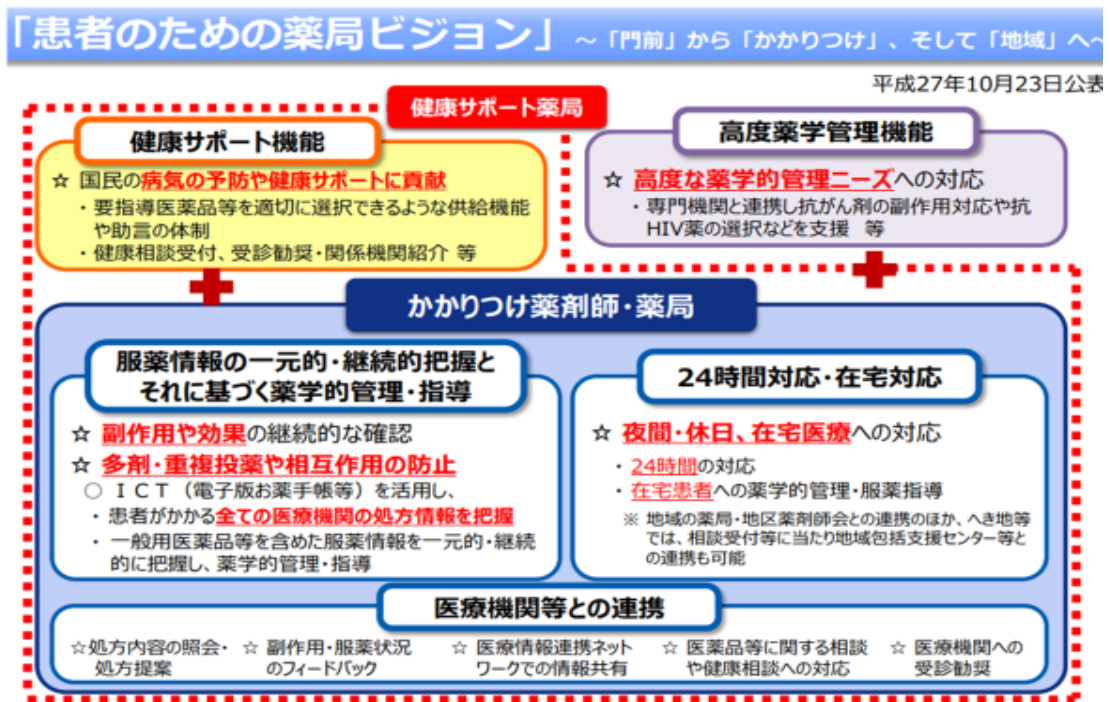 「患者のための薬局ビジョン」 ～「門前」から「かかりつけ」、そして「地域」へ～
平成27年10月23日公表
健康サポート薬局
健康サポート機能
☆ 国民の病気の予防や健康サポートに貢献
・要指導医薬品等を適切に選択できるような供給機能
や助言の体制
・健康相談受付、受診勧奨・関係機関紹介 等
高度薬学管理機能
☆ 高度な薬学的管理ニーズへの対応
・専門機関と連携し抗がん剤の副作用対応や抗
HIV薬の選択などを支援 等
かかりつけ薬剤師・薬局
服薬情報の一元的・継続的把握と
それに基づく薬学的管理・指導
☆ 副作用や効果の継続的な確認
☆ 多剤・重複投薬や相互作用の防止
○ ＩＣＴ（電子版お薬手帳等）を活用し、
・患者がかかる全ての医療機関の処方情報を把握
・一般用医薬品等を含めた服薬情報を一元的・継続
的に把握し、薬学的管理・指導
24時間対応・在宅対応
☆ 夜間・休日、在宅医療への対応
・24時間の対応
・在宅患者への薬学的管理・服薬指導
※ 地域の薬局・地区薬剤師会との連携のほか、へき地等
では、相談受付等に当たり地域包括支援センター等と
の連携も可能
医療機関等との連携
☆処方内容の照会・
処方提案
☆ 副作用・服薬状況
のフィードバック
☆ 医療情報連携ネット
ワークでの情報共有
☆ 医薬品等に関する相談
や健康相談への対応
☆ 医療機関への
受診勧奨